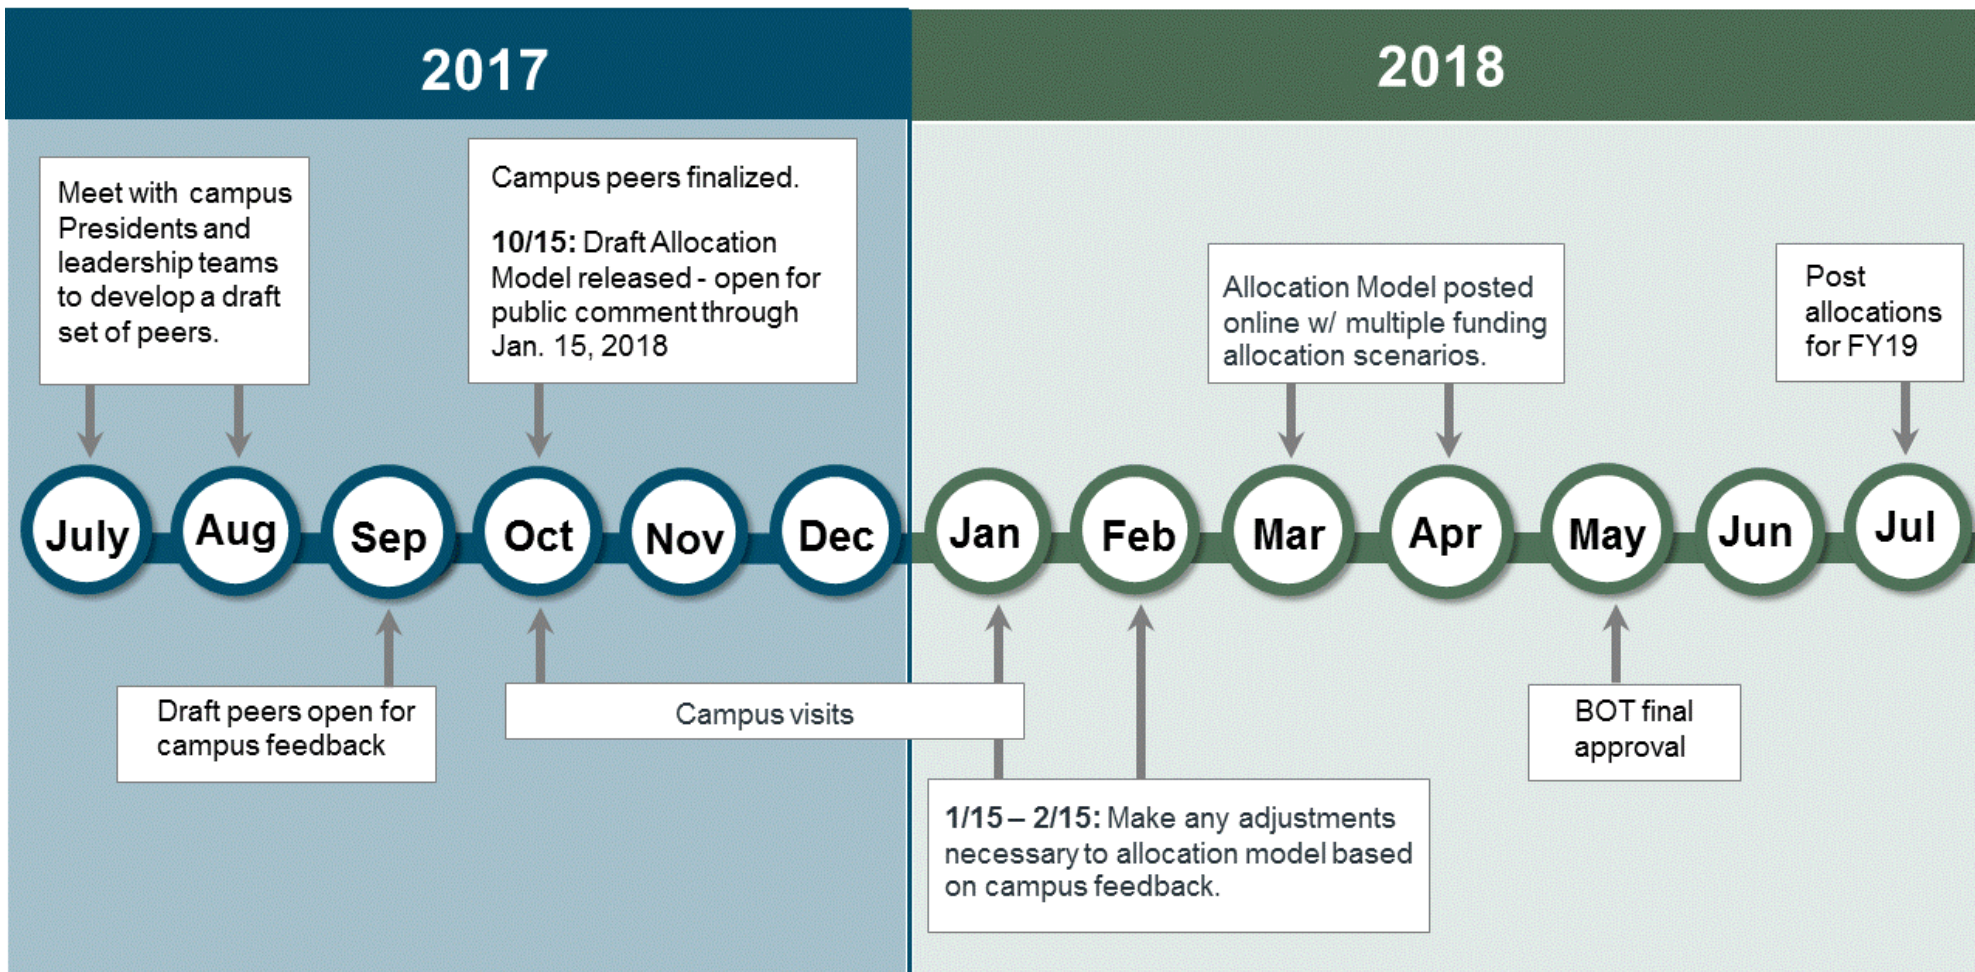 2017
2018
Meet with campus
Presidents and
leadership teams
to develop a draft
set of peers.
Campus peers finalized.
10/15: Draft Allocation
Model released - open for
public comment through
Jan. 15, 2018
Allocation Model posted
online w/ multiple funding
allocation scenarios.
Post
allocations
for FY19
July
Aug
Sep
Oct
Nov
Dec
Jan
Feb
Mar
Apr
May
Jun
Jul
Draft peers open for
campus feedback
Campus visits
BOT final
approval
1/15 – 2/15: Make any adjustments
necessary to allocation model based
on campus feedback.